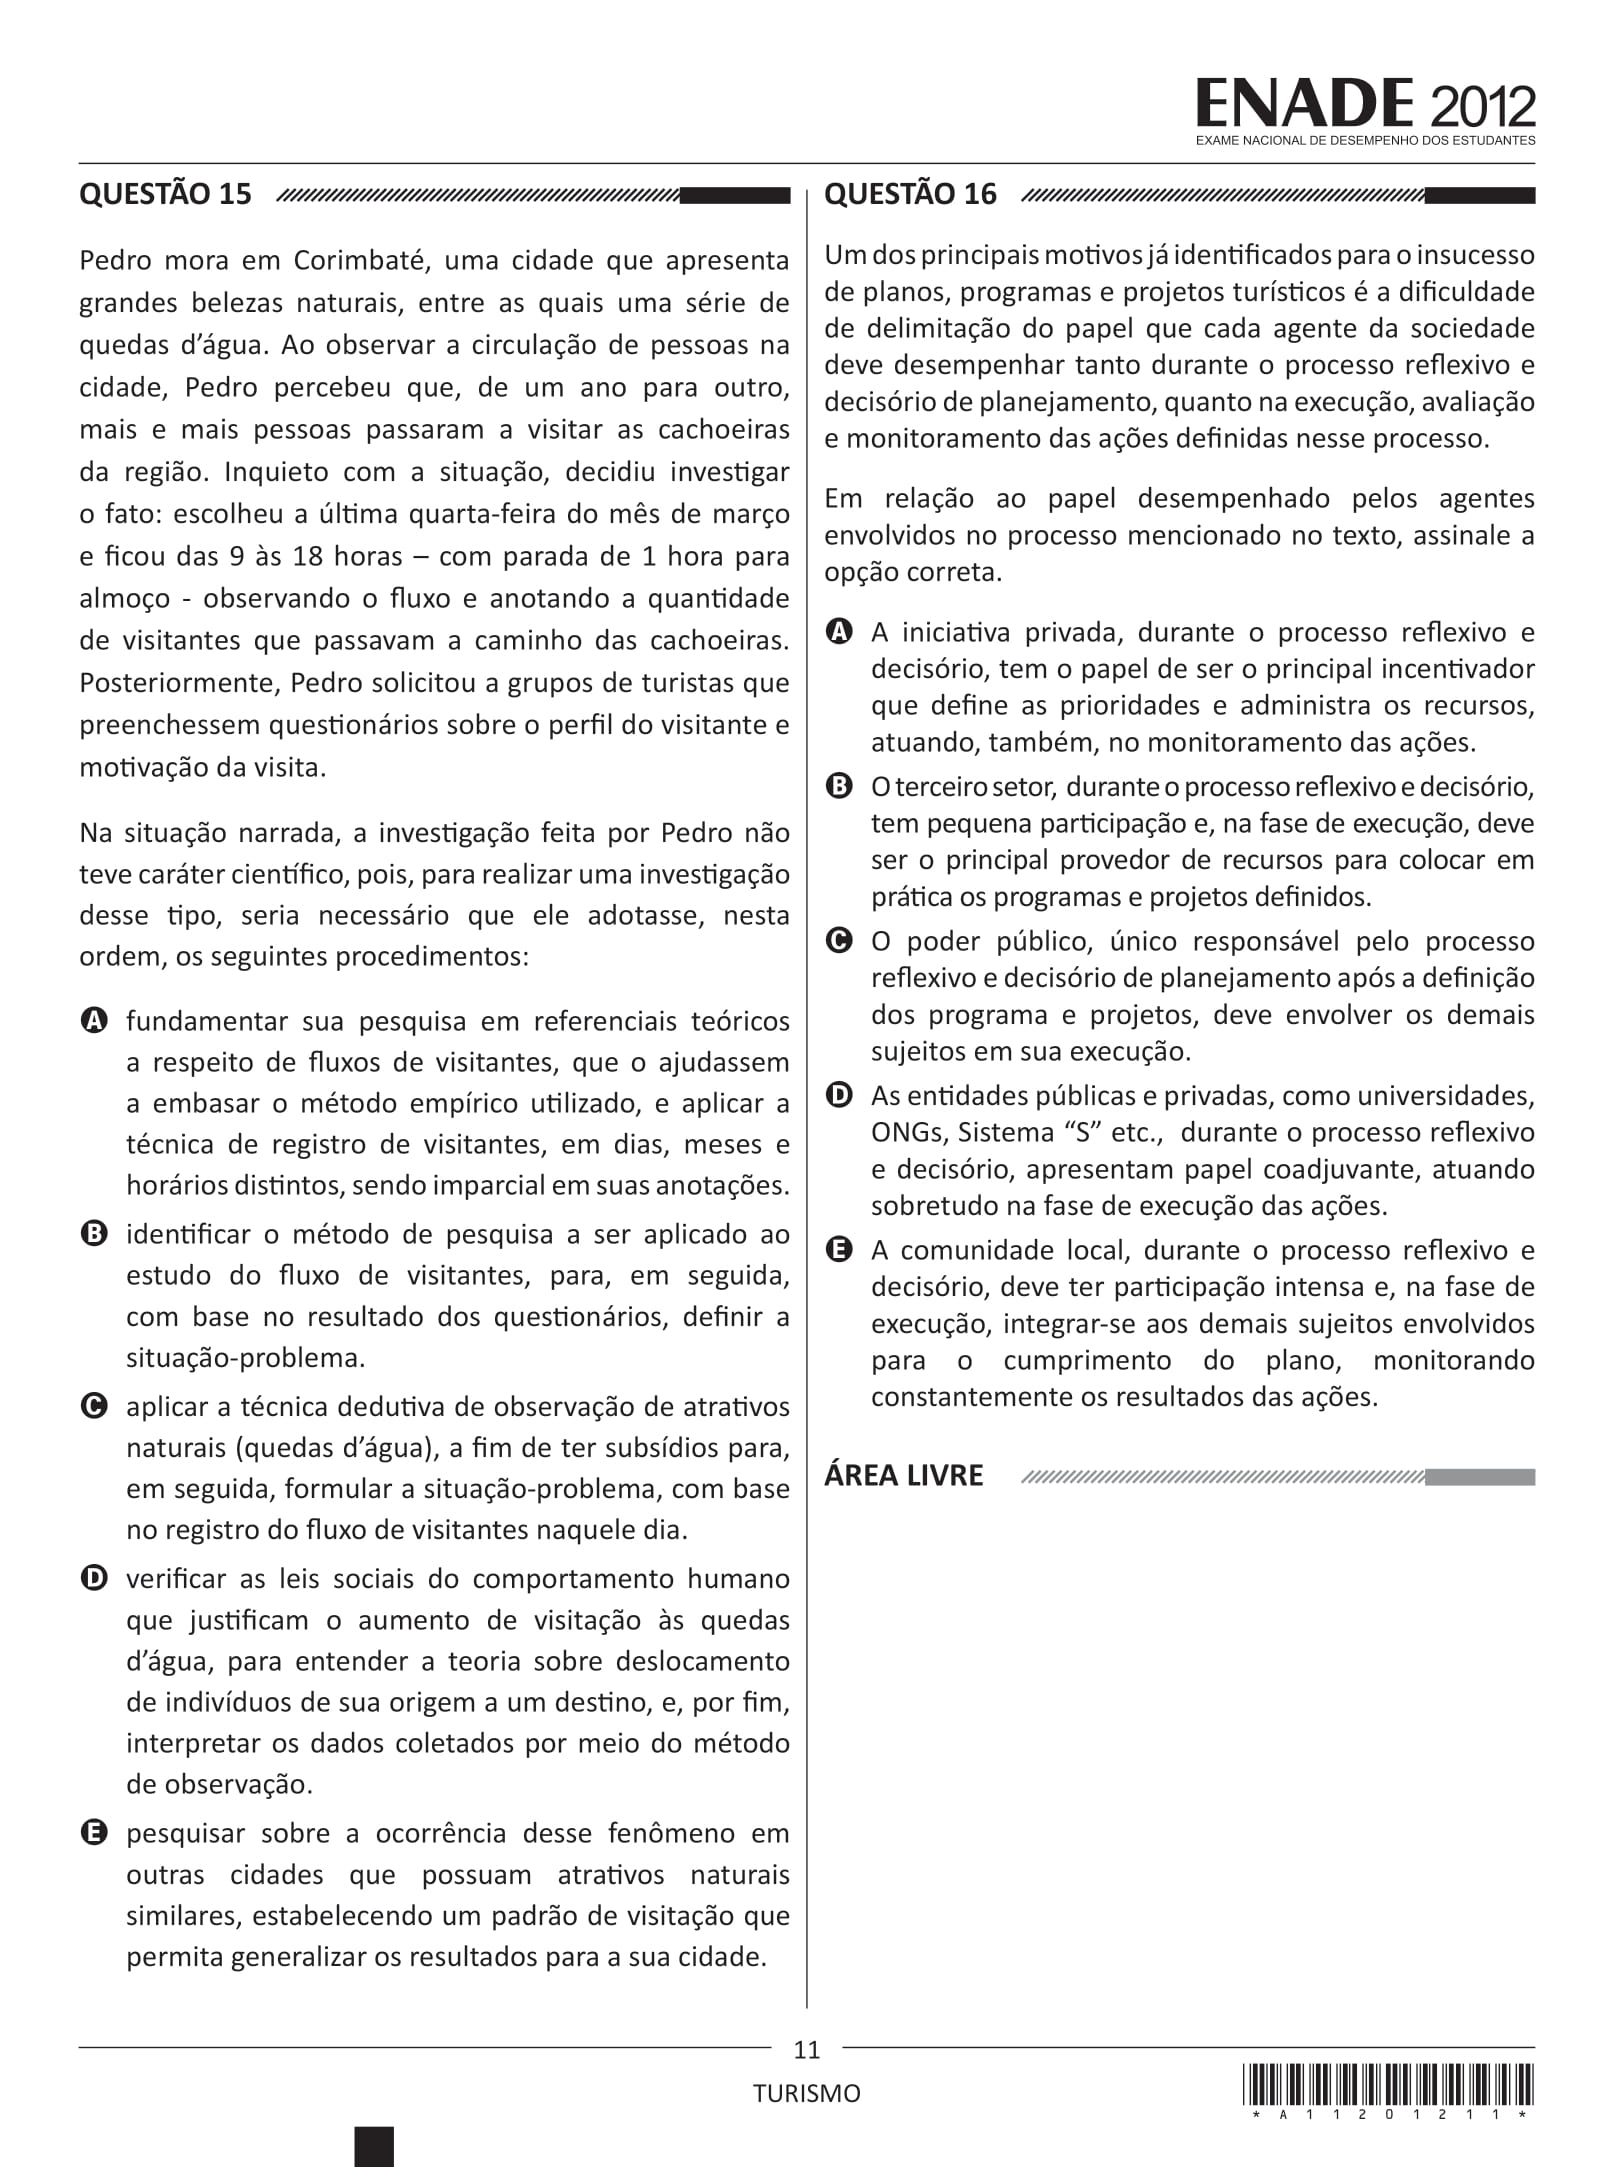 ENADE 2012
EXAME NACIONAL DE DESEMPENHO DOS ESTUDANTES
QUESTÃO 15
Pedro mora em Corimbaté, uma cidade que apresenta
grandes belezas naturais, entre as quais uma série de
quedas d’água. Ao observar a circulação de pessoas na
cidade, Pedro percebeu que, de um ano para outro,
mais e mais pessoas passaram a visitar as cachoeiras
da região. Inquieto com a situação, decidiu investigar
o fato: escolheu a última quarta-feira do mês de março
e ficou das 9 às 18 horas – com parada de 1 hora para
almoço - observando o fluxo e anotando a quantidade
de visitantes que passavam a caminho das cachoeiras.
Posteriormente, Pedro solicitou a grupos de turistas que
preenchessem questionários sobre o perfil do visitante e
motivação da visita.
Na situação narrada, a investigação feita por Pedro não
teve caráter científico, pois, para realizar uma investigação
desse tipo, seria necessário que ele adotasse, nesta
ordem, os seguintes procedimentos:
A fundamentar sua pesquisa em referenciais teóricos
a respeito de fluxos de visitantes, que o ajudassem
a embasar o método empírico utilizado, e aplicar a
técnica de registro de visitantes, em dias, meses e
horários distintos, sendo imparcial em suas anotações.
B identificar o método de pesquisa a ser aplicado ao
estudo do fluxo de visitantes, para, em seguida,
com base no resultado dos questionários, definir a
situação-problema.
C aplicar a técnica dedutiva de observação de atrativos
naturais (quedas d’água), a fim de ter subsídios para,
em seguida, formular a situação-problema, com base
no registro do fluxo de visitantes naquele dia.
D verificar as leis sociais do comportamento humano
que justificam o aumento de visitação às quedas
d’água, para entender a teoria sobre deslocamento
de indivíduos de sua origem a um destino, e, por fim,
interpretar os dados coletados por meio do método
de observação.
E pesquisar sobre a ocorrência desse fenômeno em
outras cidades que possuam atrativos naturais
similares, estabelecendo um padrão de visitação que
permita generalizar os resultados para a sua cidade.
QUESTÃO 16
Um dos principais motivos já identificados para o insucesso
de planos, programas e projetos turísticos é a dificuldade
de delimitação do papel que cada agente da sociedade
deve desempenhar tanto durante o processo reflexivo e
decisório de planejamento, quanto na execução, avaliação
e monitoramento das ações definidas nesse processo.
Em relação ao papel desempenhado pelos agentes
envolvidos no processo mencionado no texto, assinale a
opção correta.
A A iniciativa privada, durante o processo reflexivo e
decisório, tem o papel de ser o principal incentivador
que define as prioridades e administra os recursos,
atuando, também, no monitoramento das ações.
B O terceiro setor, durante o processo reflexivo e decisório,
tem pequena participação e, na fase de execução, deve
ser o principal provedor de recursos para colocar em
prática os programas e projetos definidos.
C O poder público, único responsável pelo processo
reflexivo e decisório de planejamento após a definição
dos programa e projetos, deve envolver os demais
sujeitos em sua execução.
D As entidades públicas e privadas, como universidades,
ONGs, Sistema “S” etc., durante o processo reflexivo
e decisório, apresentam papel coadjuvante, atuando
sobretudo na fase de execução das ações.
E A comunidade local, durante o processo reflexivo e
decisório, deve ter participação intensa e, na fase de
execução, integrar-se aos demais sujeitos envolvidos
para o cumprimento do plano, monitorando
constantemente os resultados das ações.
ÁREA LIVRE
11
TURISMO
*A11201211*